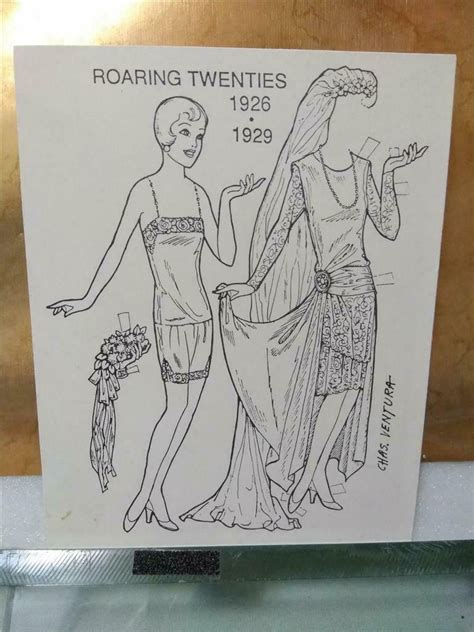 ROARING TWENTIES
1926
•
1929
CHAS. VENTURA